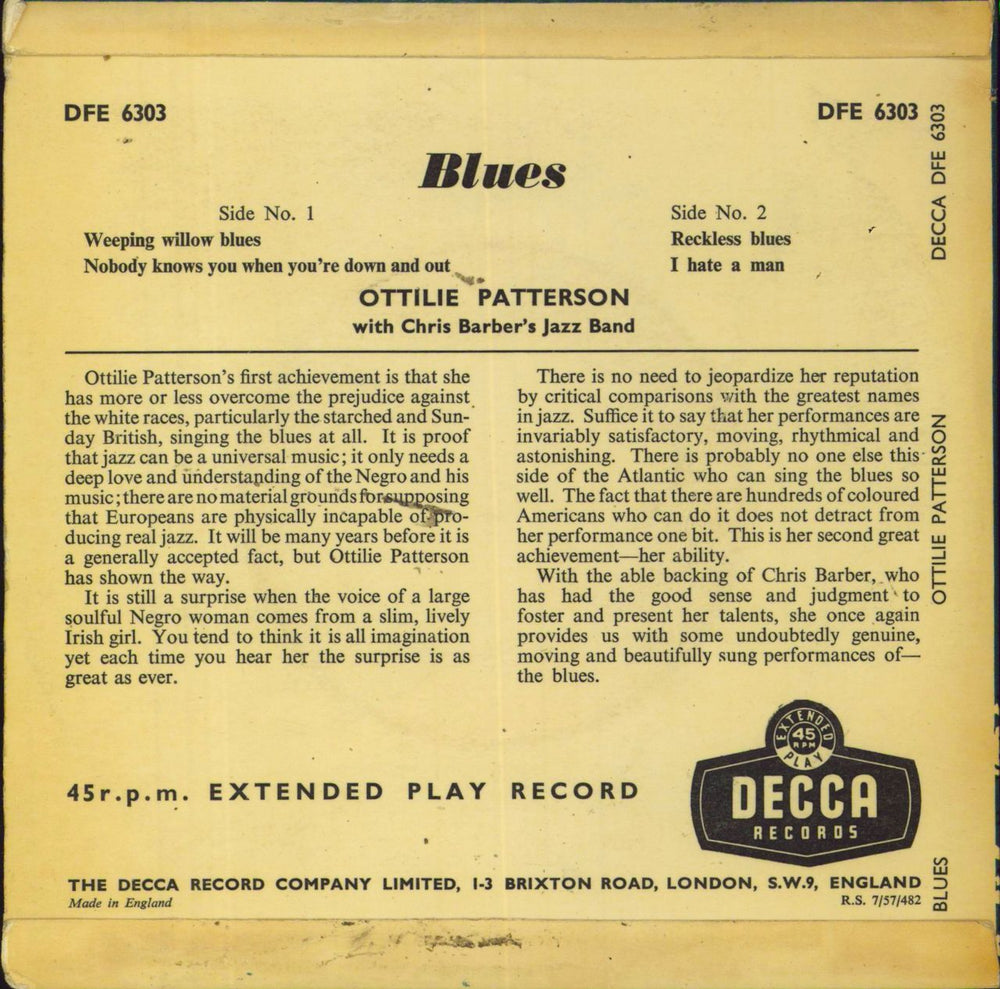 DFE 6303
DFE 6303
Blues
Side No. 1
Weeping willow blues
Nobody knows you when you're down and out
Side No. 2
Reckless blues
I hate a man
OTTILIE PATTERSON
with Chris Barber's Jazz Band
Ottilie Patterson's first achievement is that she
has more or less overcome the prejudice against
the white races, particularly the starched and Sun-
day British, singing the blues at all. It is proof
that jazz can be a universal music; it only needs a
deep love and understanding of the Negro and his
music; there are no material grounds for supposing
that Europeans are physically incapable of pro-
ducing real jazz. It will be many years before it is
a generally accepted fact, but Ottilie Patterson
has shown the way.
It is still a surprise when the voice of a large
soulful Negro woman comes from a slim, lively
Irish girl. You tend to think it is all imagination
yet each time you hear her the surprise is as
great as ever.
There is no need to jeopardize her reputation
by critical comparisons with the greatest names
in jazz. Suffice it to say that her performances are
invariably satisfactory, moving, rhythmical and
astonishing. There is probably no one else this
side of the Atlantic who can sing the blues so
well. The fact that there are hundreds of coloured
Americans who can do it does not detract from
her performance one bit. This is her second great
achievement—her ability.
With the able backing of Chris Barber, who
has had the good sense and judgment to
foster and present her talents, she once again
provides us with some undoubtedly genuine,
moving and beautifully sung performances of—
the blues.
45 r.p.m. EXTENDED PLAY RECORD
EXTENDED
45
RPM
PLAY
DECCA
RECORDS
THE DECCA RECORD COMPANY LIMITED, 1-3 BRIXTON ROAD, LONDON, S.W.9, ENGLAND
Made in England
R.S. 7/57/482
DECCA DFE 6303
OTTILIE PATTERSON
BLUES